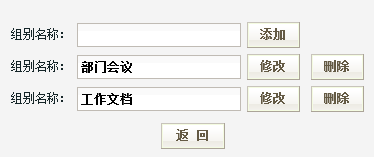 组别名称： 添加
组别名称： 部门会议 修改 删除
组别名称： 工作文档 修改 删除
返 回